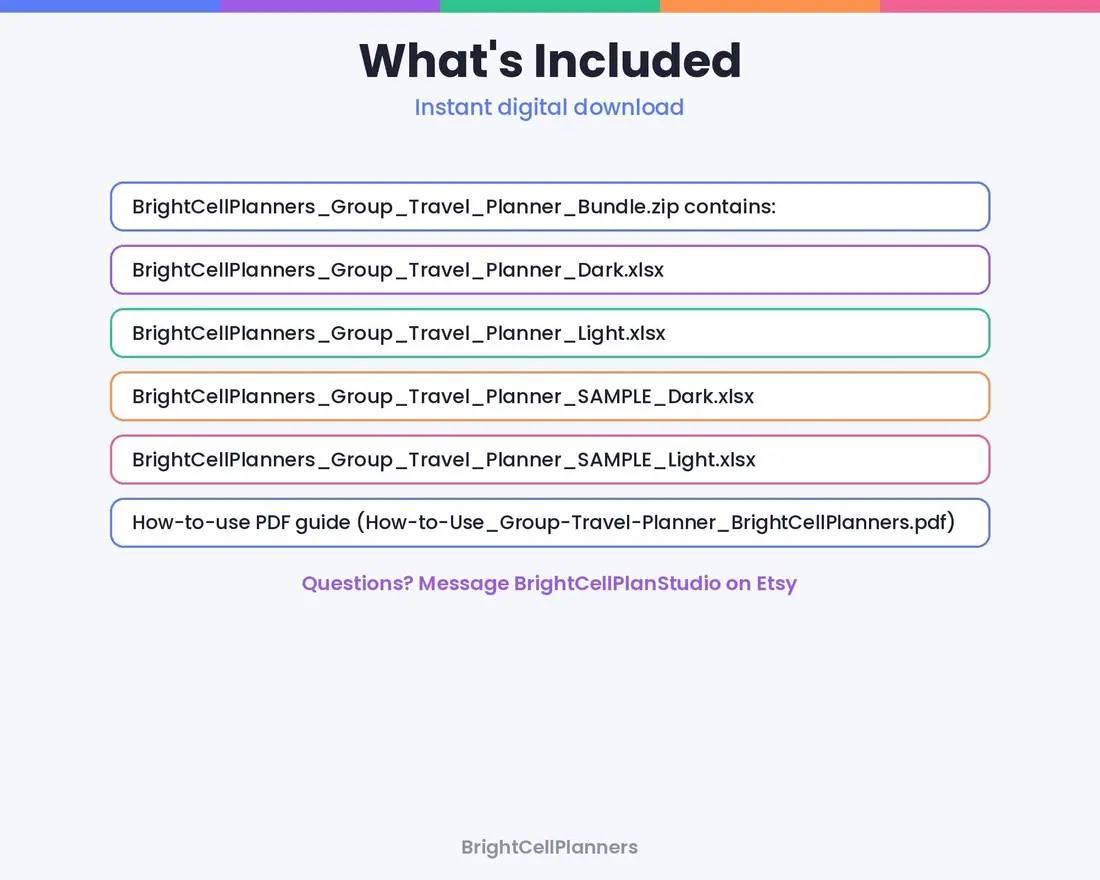 What's Included
Instant digital download
BrightCellPlanners_Group_Travel_Planner_Bundle.zip contains:
BrightCellPlanners_Group_Travel_Planner_Dark.xlsx
BrightCellPlanners_Group_Travel_Planner_Light.xlsx
BrightCellPlanners_Group_Travel_Planner_SAMPLE_Dark.xlsx
BrightCellPlanners_Group_Travel_Planner_SAMPLE_Light.xlsx
How-to-use PDF guide (How-to-Use_Group-Travel-Planner_BrightCellPlanners.pdf)
Questions? Message BrightCellPlanStudio on Etsy
BrightCellPlanners